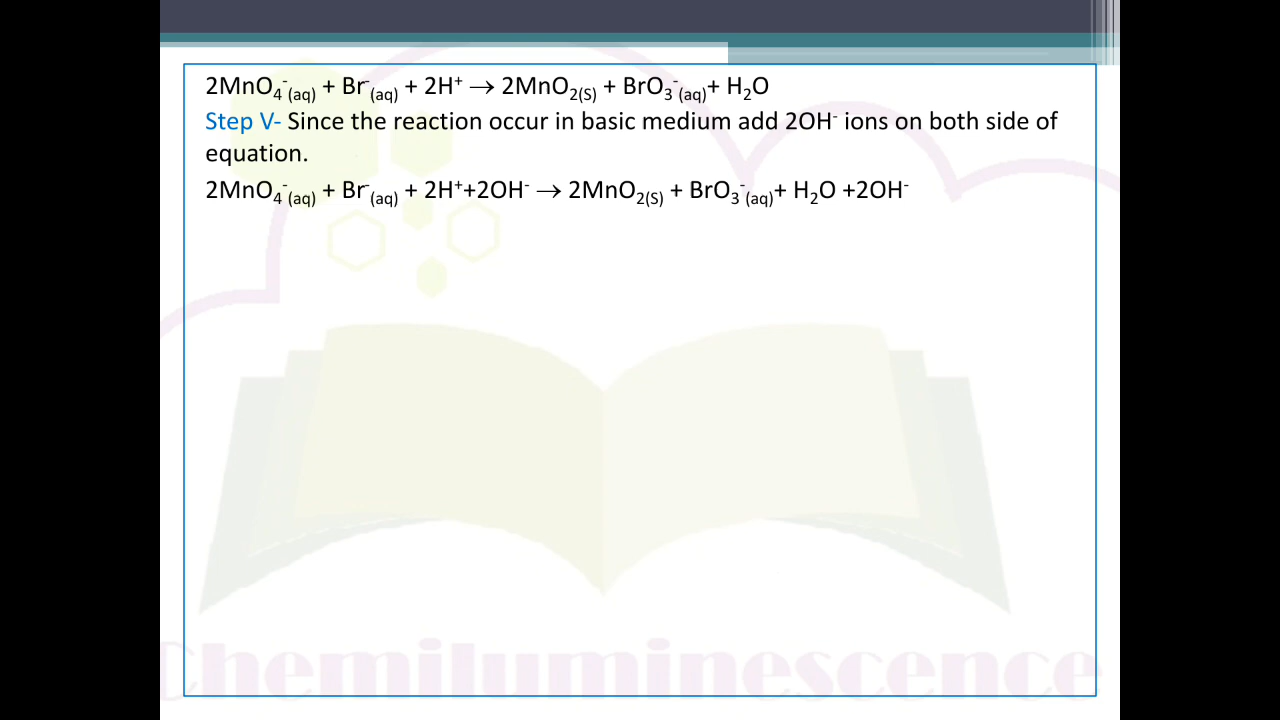 2MnO₄⁻(aq) + Br⁻(aq) + 2H⁺ → 2MnO₂(S) + BrO₃⁻(aq)+ H₂O
Step V- Since the reaction occur in basic medium add 2OH⁻ ions on both side of
equation.
2MnO₄⁻(aq) + Br⁻(aq) + 2H⁺+2OH⁻ → 2MnO₂(S) + BrO₃⁻(aq)+ H₂O +2OH⁻
Chemiluminescence